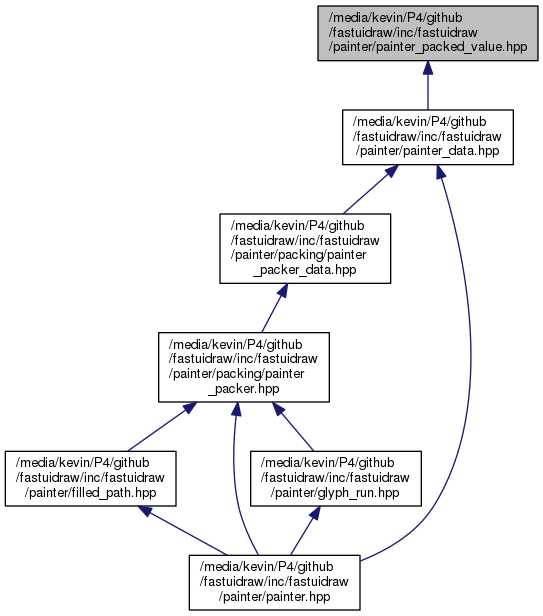 /media/kevin/P4/github
/fastuidraw/inc/fastuidraw
/painter/painter_packed_value.hpp
/media/kevin/P4/github
/fastuidraw/inc/fastuidraw
/painter/painter_data.hpp
/media/kevin/P4/github
/fastuidraw/inc/fastuidraw
/painter/packing/painter
_packer_data.hpp
/media/kevin/P4/github
/fastuidraw/inc/fastuidraw
/painter/packing/painter
_packer.hpp
/media/kevin/P4/github
/fastuidraw/inc/fastuidraw
/painter/filled_path.hpp
/media/kevin/P4/github
/fastuidraw/inc/fastuidraw
/painter/glyph_run.hpp
/media/kevin/P4/github
/fastuidraw/inc/fastuidraw
/painter/painter.hpp